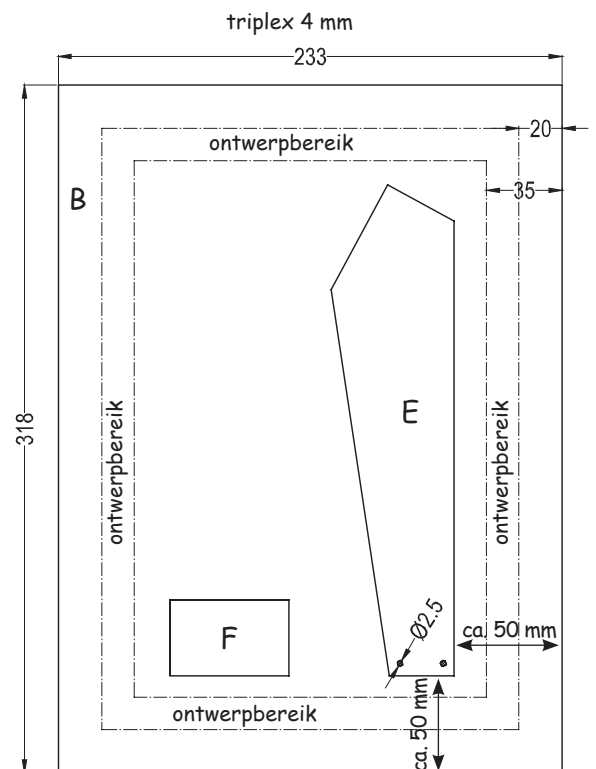 triplex 4 mm
233
20
ontwerpbereik
35
B
E
318
ontwerpbereik
ontwerpbereik
Ø2.5
F
ca. 50 mm
ontwerpbereik
ca. 50 mm